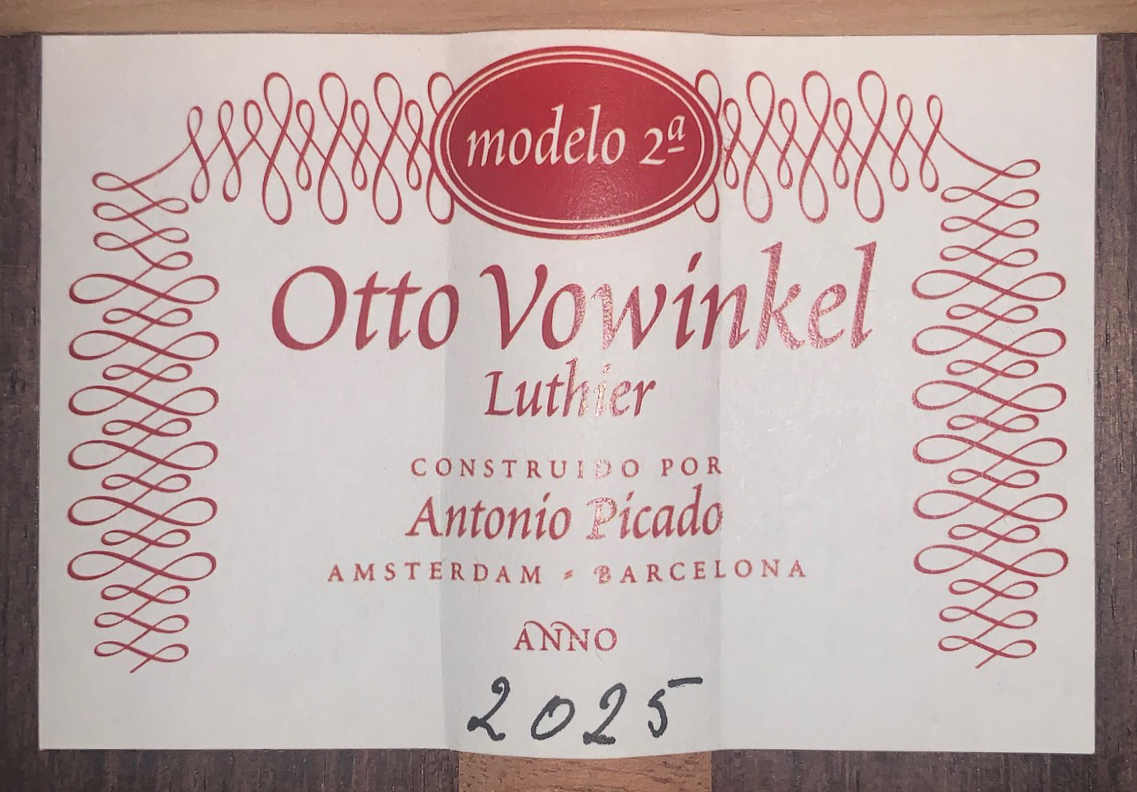 modelo 2ª
Otto Vowinkel
Luthier
CONSTRUIDO POR
Antonio Picado
AMSTERDAM - BARCELONA
ANNO
2025